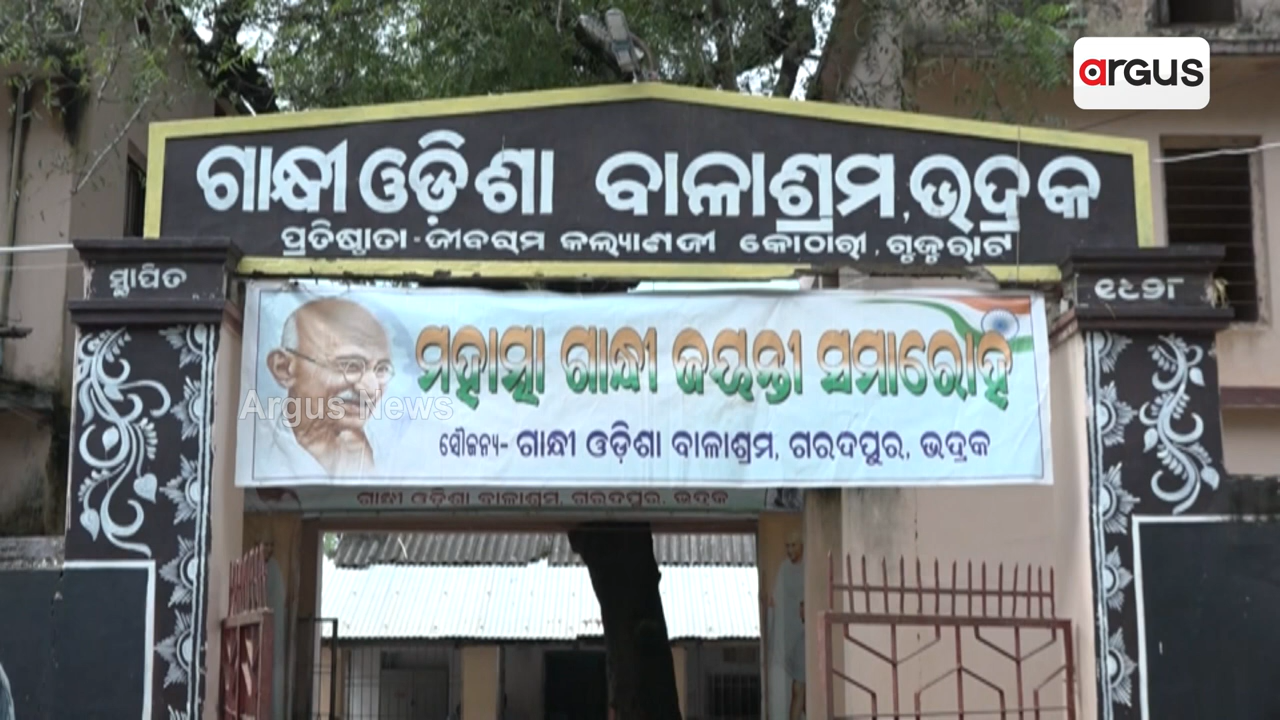 argus
ଗାନ୍ଧୀ ଓଡ଼ିଶା ବାଳାଶ୍ରମ, ଭଦ୍ରକ
ପ୍ରତିଷ୍ଠାତା - ଜୀବରାମ କଲ୍ୟାଣଜୀ କୋଠାରୀ, ଗୁଜୁରାଟ
ସ୍ଥାପିତ
ମହାତ୍ମା ଗାନ୍ଧୀ ଜୟନ୍ତୀ ସମାରୋହ
Argus News
ସୌଜନ୍ୟ- ଗାନ୍ଧୀ ଓଡ଼ିଶା ବାଳାଶ୍ରମ, ଗରଦପୁର, ଭଦ୍ରକ
ଗାନ୍ଧୀ ଓଡ଼ିଶା ବାଳାଶ୍ରମ, ଗରଦପୁର, ଭଦ୍ରକ